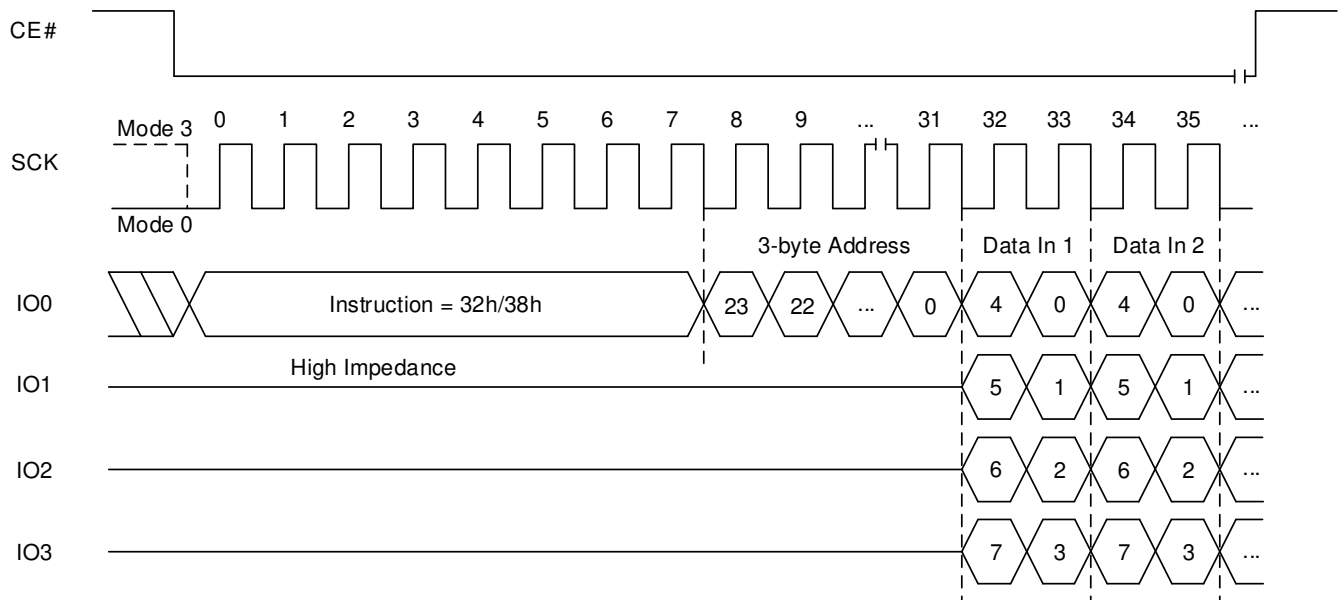 CE#
Mode 3 0 1 2 3 4 5 6 7 8 9 ... 31 32 33 34 35 ...
SCK
Mode 0
3-byte Address Data In 1 Data In 2
IO0 Instruction = 32h/38h 23 22 ... 0 4 0 4 0 ...
High Impedance
IO1 5 1 5 1 ...
IO2 6 2 6 2 ...
IO3 7 3 7 3 ...